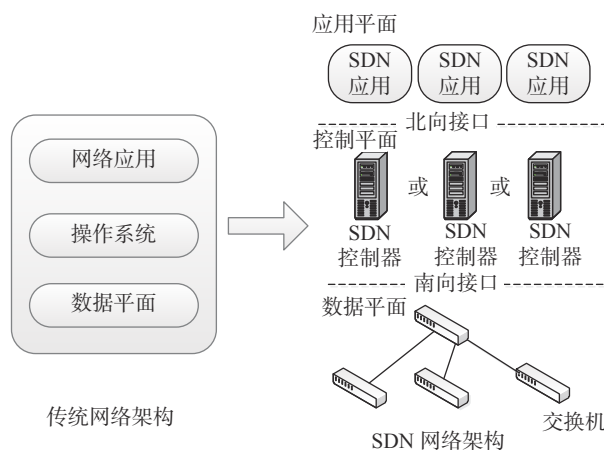 应用平面
SDN
应用
SDN
应用
SDN
应用
北向接口
控制平面
或
或
SDN
控制器
SDN
控制器
SDN
控制器
南向接口
数据平面
交换机
SDN 网络架构
网络应用
操作系统
数据平面
传统网络架构